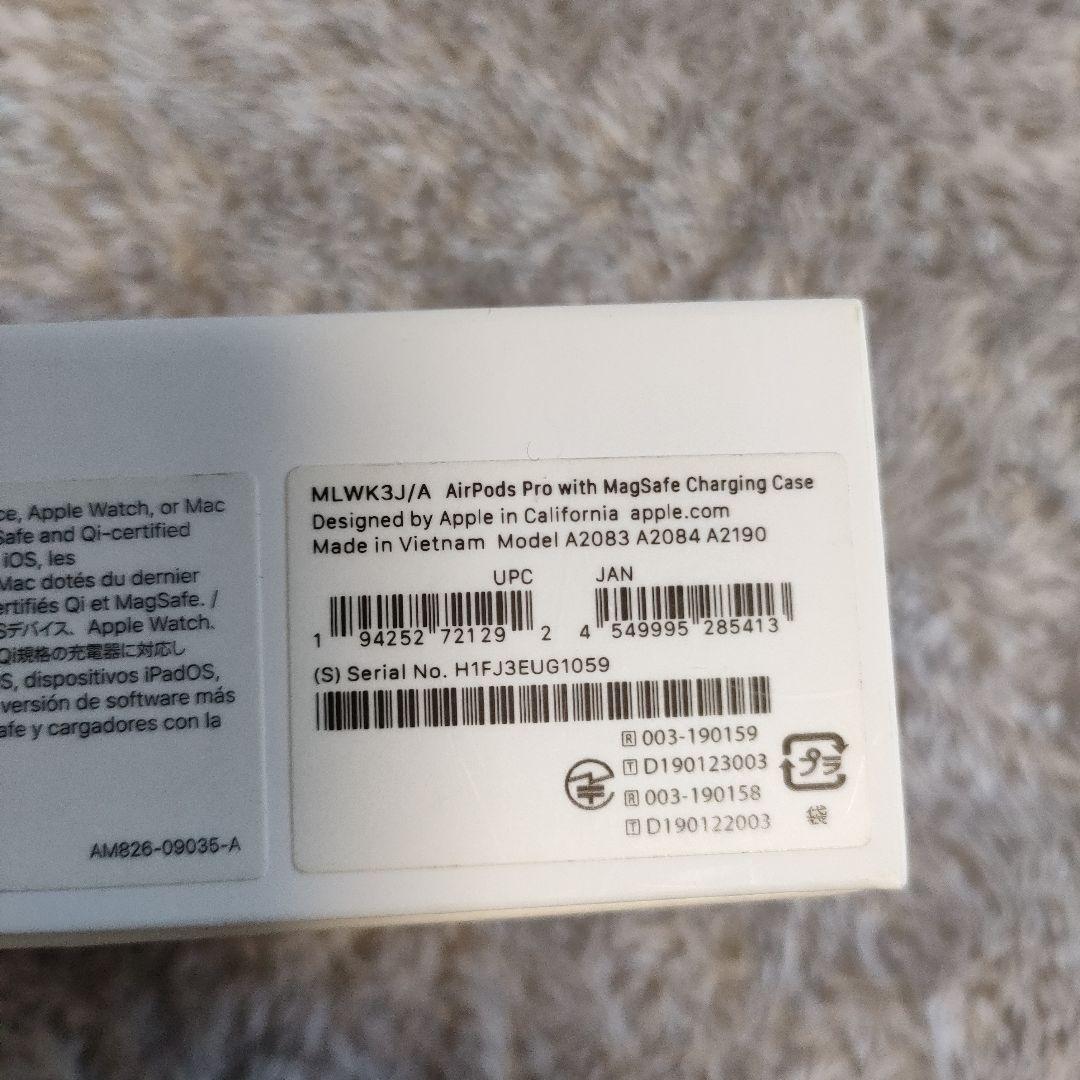 ce, Apple Watch, or Mac
Safe and Qi-certified
iOS, les
Mac dotés du dernier
ertifiés Qi et MagSafe. /
Sデバイス、Apple Watch、
Qi規格の充電器に対応し
S, dispositivos iPadOS,
versión de software más
afe y cargadores con la
AM826-09035-A
MLWK3J/A AirPods Pro with MagSafe Charging Case
Designed by Apple in California apple.com
Made in Vietnam Model A2083 A2084 A2190
UPC JAN
1 94252 72129 2 4 549995 285413
(S) Serial No. H1FJ3EUG1059
R 003-190159
T D190123003
R 003-190158
T D190122003
プラ
袋